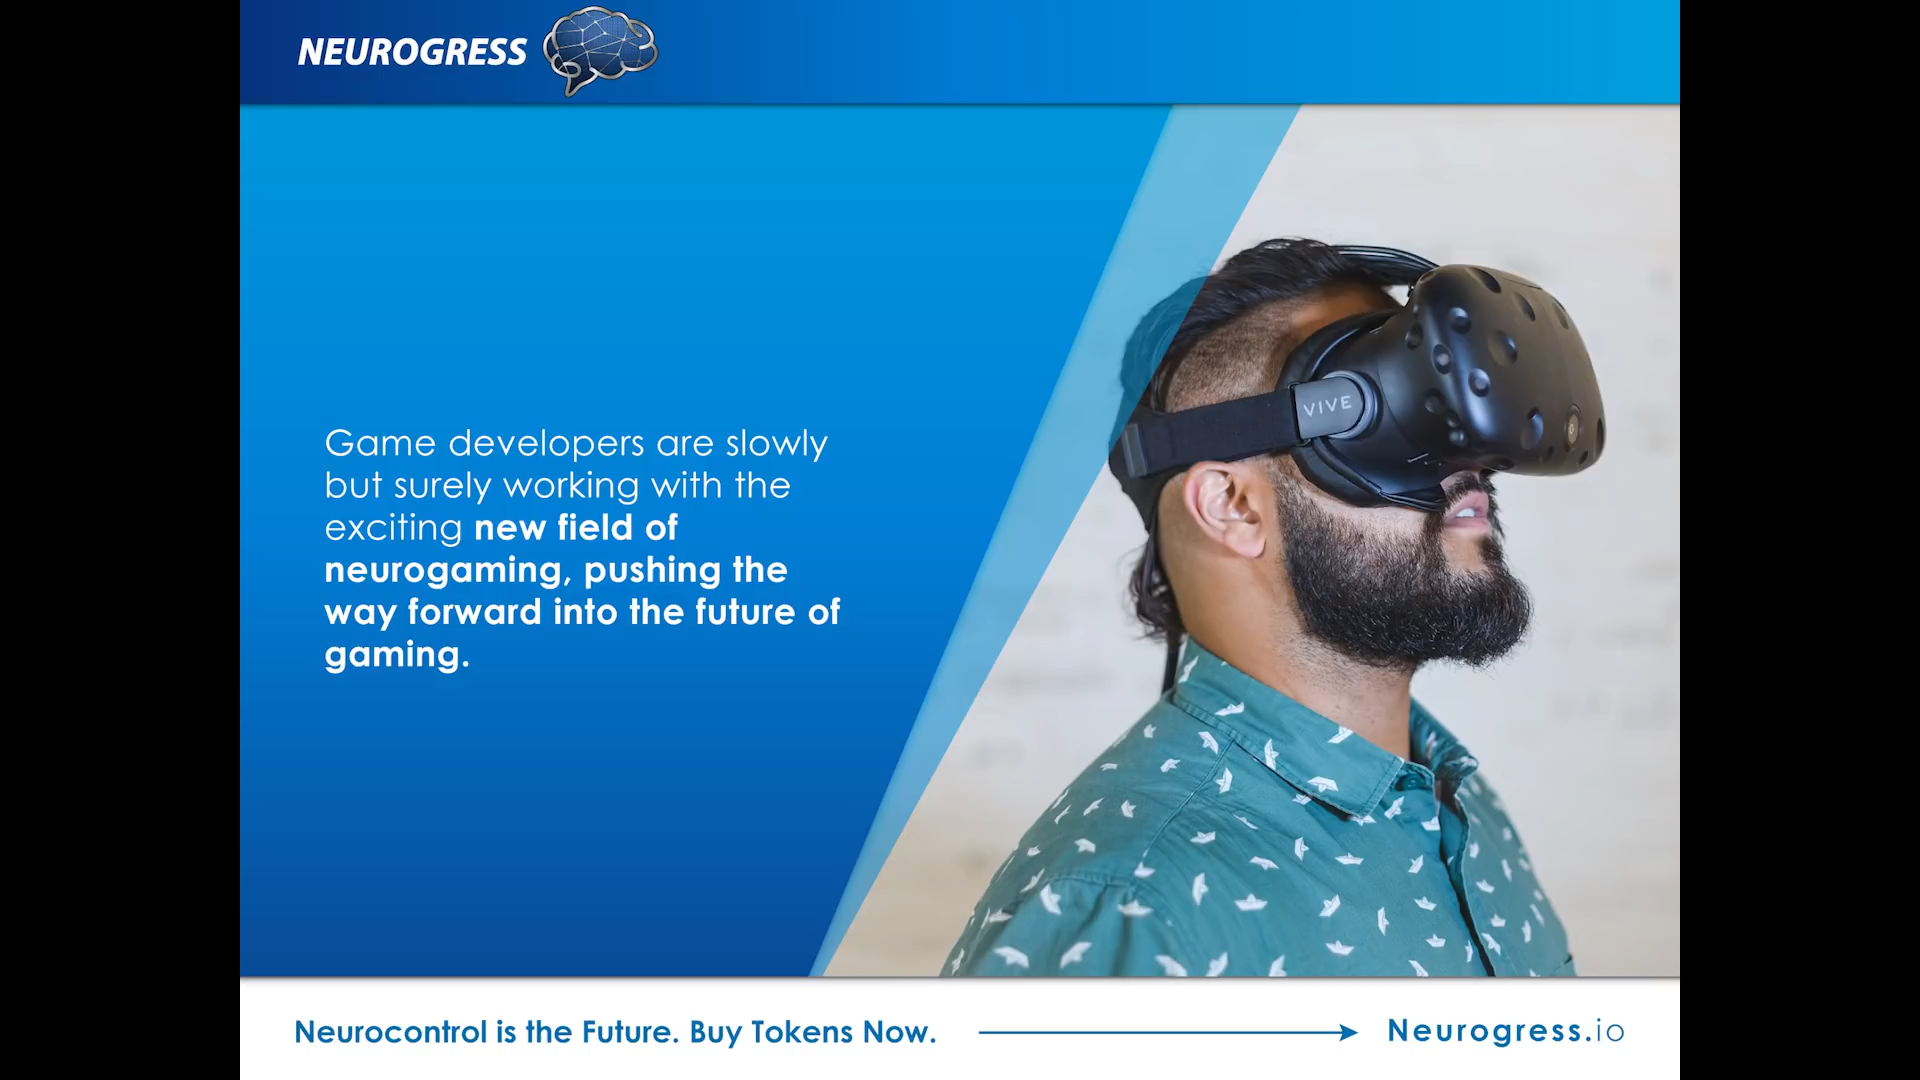 NEUROGRESS
Game developers are slowly
but surely working with the
exciting new field of
neurogaming, pushing the
way forward into the future of
gaming.
VIVE
Neurocontrol is the Future. Buy Tokens Now.
Neurogress.io